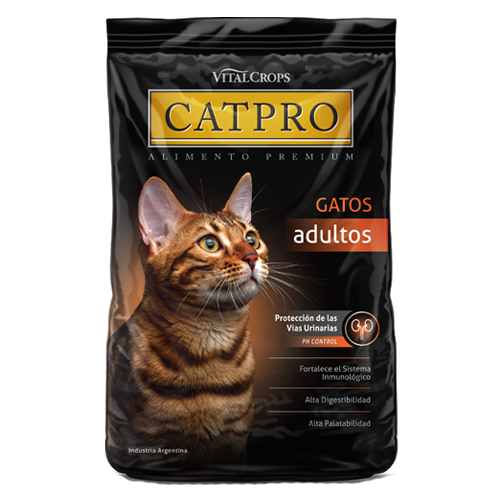 VITALCROPS
CATPRO
ALIMENTO PREMIUM
GATOS
adultos
Protección de las
Vías Urinarias
PH CONTROL
Fortalece el Sistema
Inmunológico
Alta Digestibilidad
Alta Palatabilidad
Industria Argentina